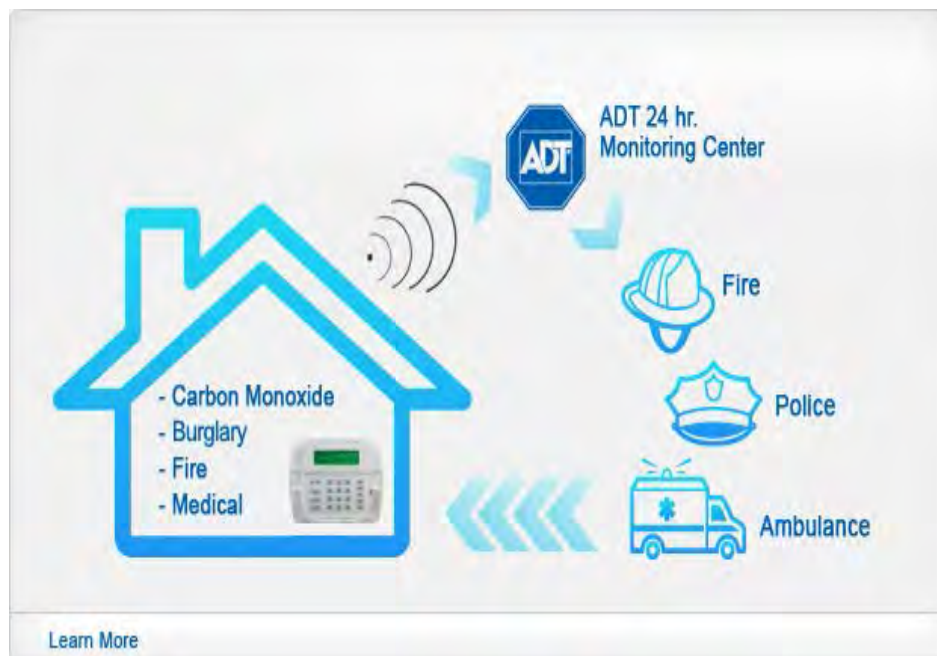 ADT 24 hr.
Monitoring Center
ADT
Fire
- Carbon Monoxide
- Burglary
- Fire
- Medical
Police
Ambulance
Learn More